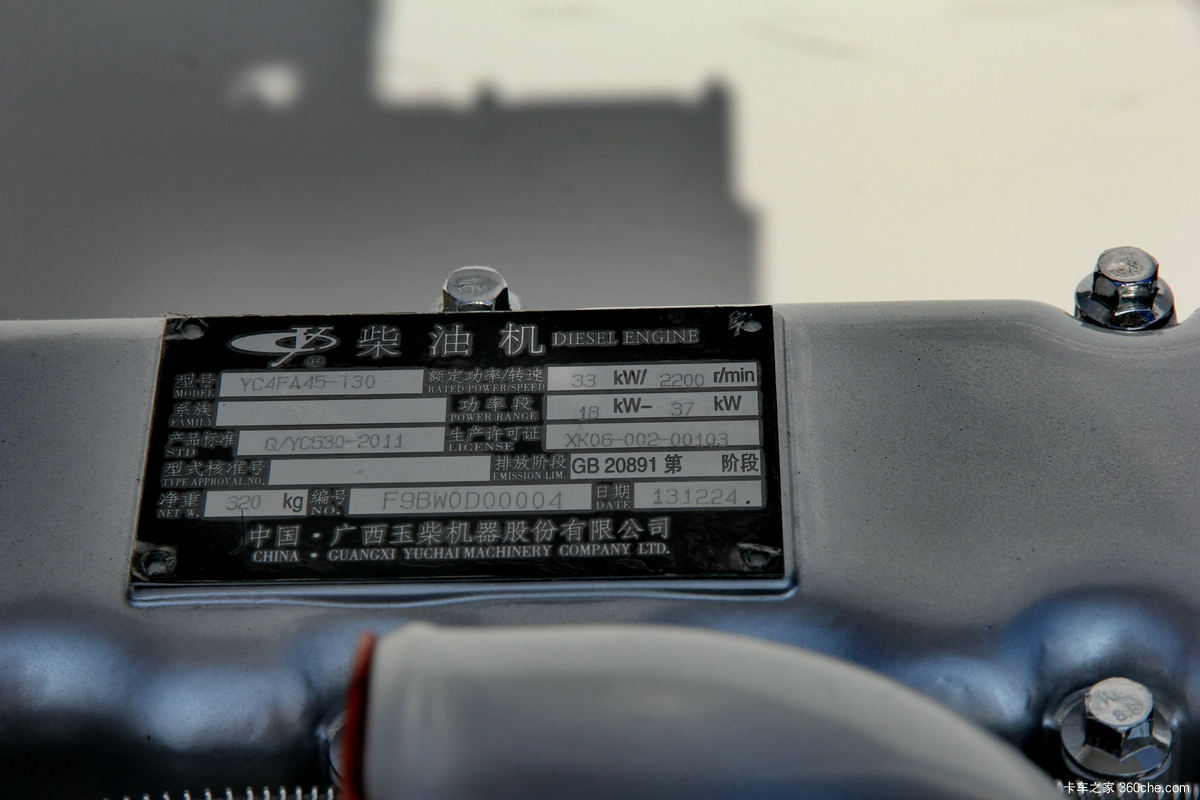 柴油机 DIESEL ENGINE
型号 MODEL YC4FA45-T30 额定功率/转速 RATED POWER/SPEED 33 kW/ 2200 r/min
系族 FAMILY 功率段 POWER RANGE 18 kW- 37 kW
产品标准 STD Q/YC530-2011 生产许可证 LICENSE XK06-002-00103
型式核准号 TYPE APPROVAL NO. 排放阶段 EMISSION LIM. GB 20891 第 阶段
净重 NET W. 320 kg 编号 NO. F9BW0D00004 日期 DATE 131224.
中国·广西玉柴机器股份有限公司
CHINA · GUANGXI YUCHAI MACHINERY COMPANY LTD.
8.8
卡车之家 360che.com